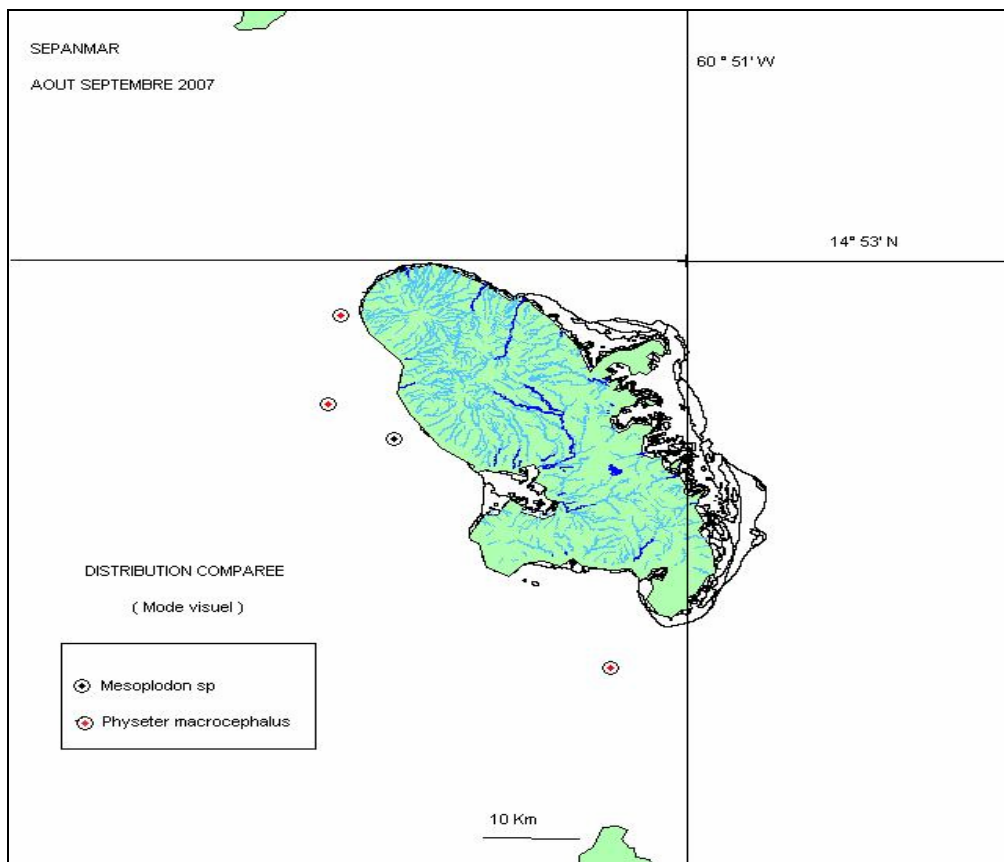 SEPANMAR
AOUT SEPTEMBRE 2007
60 ° 51' W
14° 53' N
DISTRIBUTION COMPAREE
( Mode visuel )
Mesoplodon sp
Physeter macrocephalus
10 Km